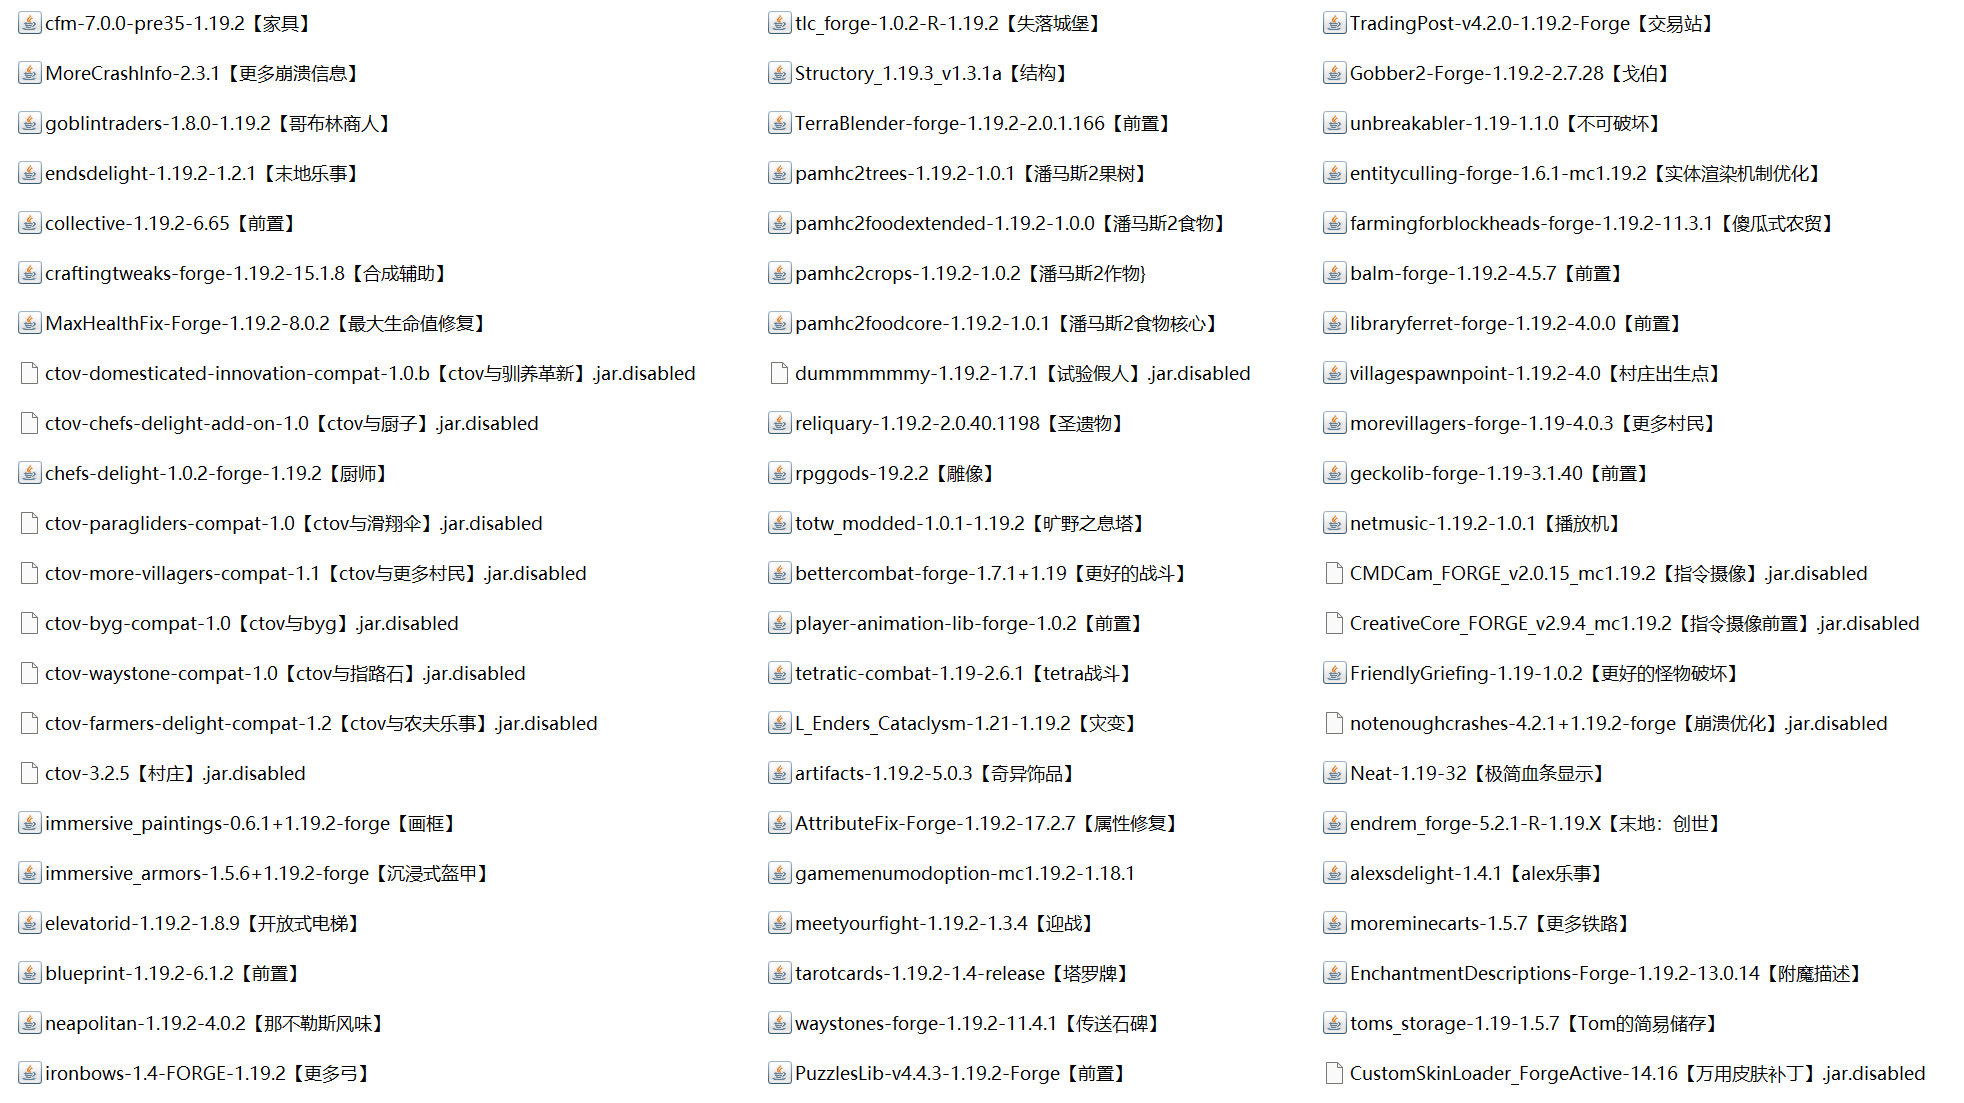 cfm-7.0.0-pre35-1.19.2【家具】
MoreCrashInfo-2.3.1【更多崩溃信息】
goblintraders-1.8.0-1.19.2【哥布林商人】
endsdelight-1.19.2-1.2.1【末地乐事】
collective-1.19.2-6.65【前置】
craftingtweaks-forge-1.19.2-15.1.8【合成辅助】
MaxHealthFix-Forge-1.19.2-8.0.2【最大生命值修复】
ctov-domesticated-innovation-compat-1.0.b【ctov与驯养革新】.jar.disabled
ctov-chefs-delight-add-on-1.0【ctov与厨子】.jar.disabled
chefs-delight-1.0.2-forge-1.19.2【厨师】
ctov-paragliders-compat-1.0【ctov与滑翔伞】.jar.disabled
ctov-more-villagers-compat-1.1【ctov与更多村民】.jar.disabled
ctov-byg-compat-1.0【ctov与byg】.jar.disabled
ctov-waystone-compat-1.0【ctov与指路石】.jar.disabled
ctov-farmers-delight-compat-1.2【ctov与农夫乐事】.jar.disabled
ctov-3.2.5【村庄】.jar.disabled
immersive_paintings-0.6.1+1.19.2-forge【画框】
immersive_armors-1.5.6+1.19.2-forge【沉浸式盔甲】
elevatorid-1.19.2-1.8.9【开放式电梯】
blueprint-1.19.2-6.1.2【前置】
neapolitan-1.19.2-4.0.2【那不勒斯风味】
ironbows-1.4-FORGE-1.19.2【更多弓】
tlc_forge-1.0.2-R-1.19.2【失落城堡】
Structory_1.19.3_v1.3.1a【结构】
TerraBlender-forge-1.19.2-2.0.1.166【前置】
pamhc2trees-1.19.2-1.0.1【潘马斯2果树】
pamhc2foodextended-1.19.2-1.0.0【潘马斯2食物】
pamhc2crops-1.19.2-1.0.2【潘马斯2作物}
pamhc2foodcore-1.19.2-1.0.1【潘马斯2食物核心】
dummmmmmy-1.19.2-1.7.1【试验假人】.jar.disabled
reliquary-1.19.2-2.0.40.1198【圣遗物】
rpggods-19.2.2【雕像】
totw_modded-1.0.1-1.19.2【旷野之息塔】
bettercombat-forge-1.7.1+1.19【更好的战斗】
player-animation-lib-forge-1.0.2【前置】
tetratic-combat-1.19-2.6.1【tetra战斗】
L_Enders_Cataclysm-1.21-1.19.2【灾变】
artifacts-1.19.2-5.0.3【奇异饰品】
AttributeFix-Forge-1.19.2-17.2.7【属性修复】
gamemenumodoption-mc1.19.2-1.18.1
meetyourfight-1.19.2-1.3.4【迎战】
tarotcards-1.19.2-1.4-release【塔罗牌】
waystones-forge-1.19.2-11.4.1【传送石碑】
PuzzlesLib-v4.4.3-1.19.2-Forge【前置】
TradingPost-v4.2.0-1.19.2-Forge【交易站】
Gobber2-Forge-1.19.2-2.7.28【戈伯】
unbreakabler-1.19-1.1.0【不可破坏】
entityculling-forge-1.6.1-mc1.19.2【实体渲染机制优化】
farmingforblockheads-forge-1.19.2-11.3.1【傻瓜式农贸】
balm-forge-1.19.2-4.5.7【前置】
libraryferret-forge-1.19.2-4.0.0【前置】
villagespawnpoint-1.19.2-4.0【村庄出生点】
morevillagers-forge-1.19-4.0.3【更多村民】
geckolib-forge-1.19-3.1.40【前置】
netmusic-1.19.2-1.0.1【播放机】
CMDCam_FORGE_v2.0.15_mc1.19.2【指令摄像】.jar.disabled
CreativeCore_FORGE_v2.9.4_mc1.19.2【指令摄像前置】.jar.disabled
FriendlyGriefing-1.19-1.0.2【更好的怪物破坏】
notenoughcrashes-4.2.1+1.19.2-forge【崩溃优化】.jar.disabled
Neat-1.19-32【极简血条显示】
endrem_forge-5.2.1-R-1.19.X【末地：创世】
alexsdelight-1.4.1【alex乐事】
moreminecarts-1.5.7【更多铁路】
EnchantmentDescriptions-Forge-1.19.2-13.0.14【附魔描述】
toms_storage-1.19-1.5.7【Tom的简易储存】
CustomSkinLoader_ForgeActive-14.16【万用皮肤补丁】.jar.disabled